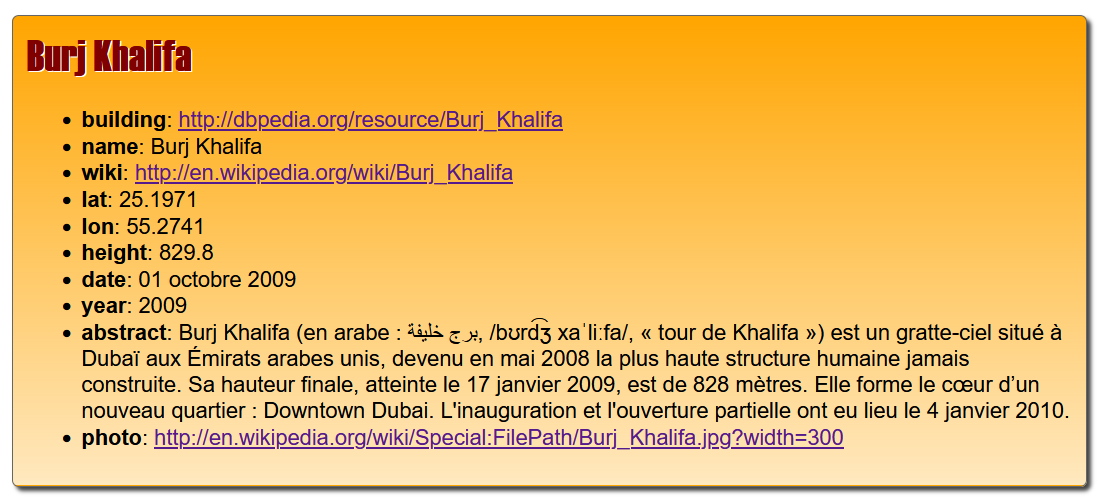 Burj Khalifa
• building: http://dbpedia.org/resource/Burj_Khalifa
• name: Burj Khalifa
• wiki: http://en.wikipedia.org/wiki/Burj_Khalifa
• lat: 25.1971
• lon: 55.2741
• height: 829.8
• date: 01 octobre 2009
• year: 2009
• abstract: Burj Khalifa (en arabe : برج خليفة, /bʊrd͡ʒ xaˈliːfa/, « tour de Khalifa ») est un gratte-ciel situé à
Dubaï aux Émirats arabes unis, devenu en mai 2008 la plus haute structure humaine jamais
construite. Sa hauteur finale, atteinte le 17 janvier 2009, est de 828 mètres. Elle forme le cœur d’un
nouveau quartier : Downtown Dubai. L'inauguration et l'ouverture partielle ont eu lieu le 4 janvier 2010.
• photo: http://en.wikipedia.org/wiki/Special:FilePath/Burj_Khalifa.jpg?width=300